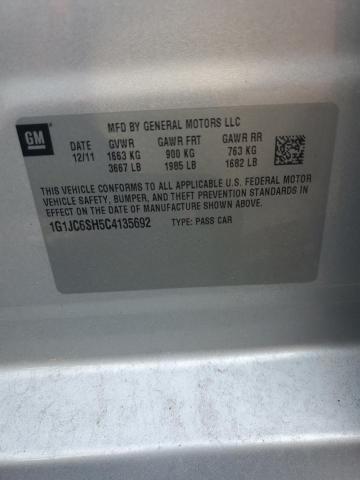 GM
MFD BY GENERAL MOTORS LLC
DATE GVWR GAWR FRT GAWR RR
12/11 1663 KG 900 KG 763 KG
3667 LB 1985 LB 1682 LB
THIS VEHICLE CONFORMS TO ALL APPLICABLE U.S. FEDERAL MOTOR
VEHICLE SAFETY, BUMPER, AND THEFT PREVENTION STANDARDS IN
EFFECT ON THE DATE OF MANUFACTURE SHOWN ABOVE.
1G1JC6SH5C4135692 TYPE: PASS CAR